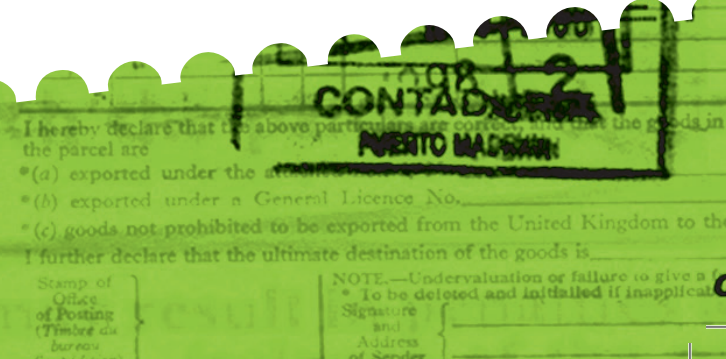 CONTAD
I hereby declare that the above particulars are correct, and that the goods in
PUERTO MADRYN
the parcel are
*(a) exported under the
*(b) exported under a General Licence No.
*(c) goods not prohibited to be exported from the United Kingdom to the
I further declare that the ultimate destination of the goods is
Stamp of
Office
of Posting
(Timbre du
bureau
NOTE.—Undervaluation or failure to give a f
* To be deleted and initialled if inapplicab
Signature
and
Address
of Sender
result